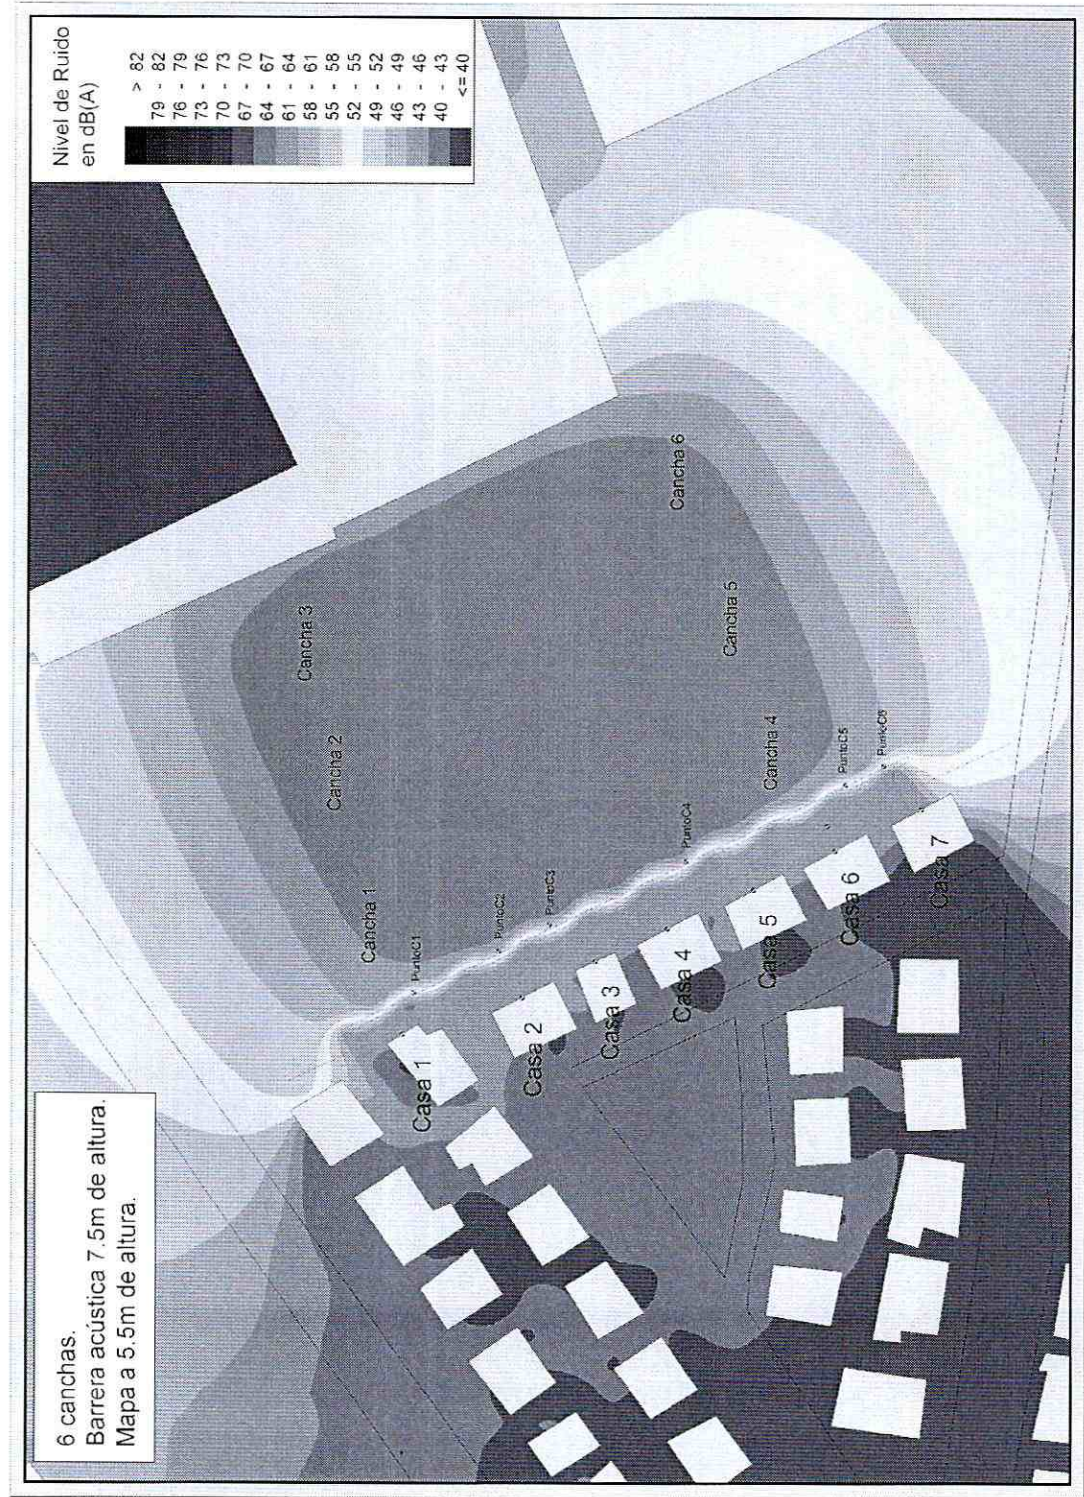 6 canchas.
Barrera acústica 7.5m de altura.
Mapa a 5.5m de altura.
Nivel de Ruido
en dB(A)
> 82
79 - 82
76 - 79
73 - 76
70 - 73
67 - 70
64 - 67
61 - 64
58 - 61
55 - 58
52 - 55
49 - 52
46 - 49
43 - 46
40 - 43
<= 40
Cancha 1
Cancha 2
Cancha 3
Cancha 4
Cancha 5
Cancha 6
PuntoC1
PuntoC2
PuntoC3
PuntoC4
PuntoC5
Casa 1
Casa 2
Casa 3
Casa 4
Casa 5
Casa 6
Casa 7